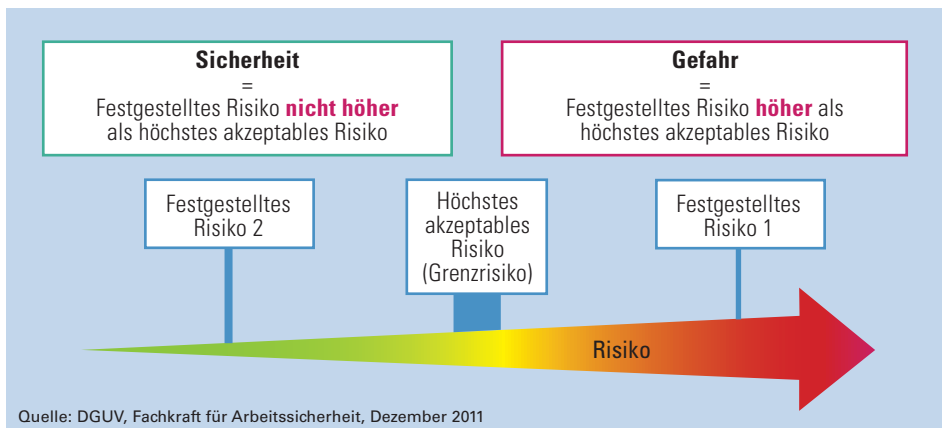 Sicherheit
=
Festgestelltes Risiko nicht höher
als höchstes akzeptables Risiko
Gefahr
=
Festgestelltes Risiko höher als
höchstes akzeptables Risiko
Festgestelltes
Risiko 2
Höchstes
akzeptables
Risiko
(Grenzrisiko)
Festgestelltes
Risiko 1
Risiko
Quelle: DGUV, Fachkraft für Arbeitssicherheit, Dezember 2011